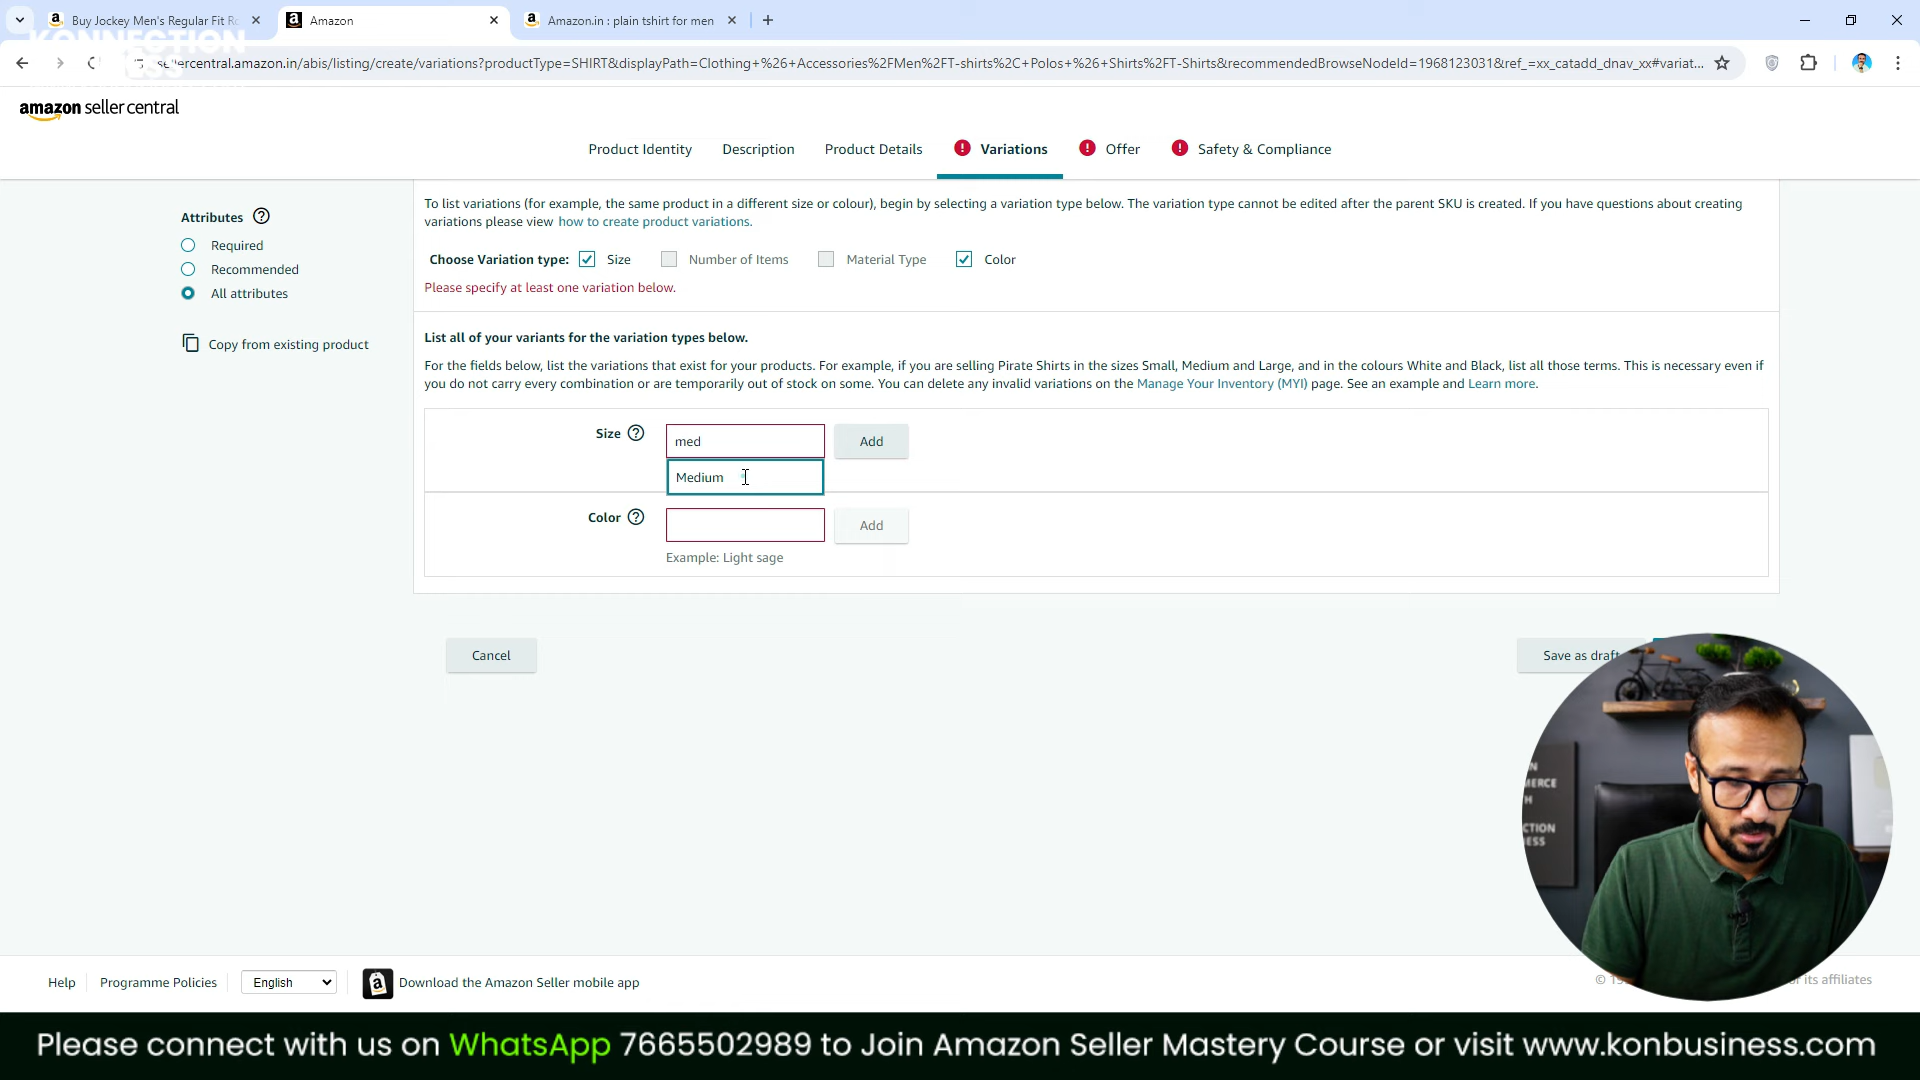 Buy Jockey Men's Regular Fit Ro
Amazon
Amazon.in : plain tshirt for men
KONNECTION
BUSINESS
sellercentral.amazon.in/abis/listing/create/variations?productType=SHIRT&displayPath=Clothing+%26+Accessories%2FMen%2FT-shirts%2C+Polos+%26+Shirts%2FT-Shirts&recommendedBrowseNodeId=1968123031&ref_=xx_catadd_dnav_xx#variat...
amazon seller central
Product Identity
Description
Product Details
Variations
Offer
Safety & Compliance
Attributes
Required
Recommended
All attributes
Copy from existing product
To list variations (for example, the same product in a different size or colour), begin by selecting a variation type below. The variation type cannot be edited after the parent SKU is created. If you have questions about creating
variations please view how to create product variations.
Choose Variation type: Size Number of Items Material Type Color
Please specify at least one variation below.
List all of your variants for the variation types below.
For the fields below, list the variations that exist for your products. For example, if you are selling Pirate Shirts in the sizes Small, Medium and Large, and in the colours White and Black, list all those terms. This is necessary even if
you do not carry every combination or are temporarily out of stock on some. You can delete any invalid variations on the Manage Your Inventory (MYI) page. See an example and Learn more.
Size med Add
Medium
Color Add
Example: Light sage
Cancel
Save as draft
Help
Programme Policies
English
Download the Amazon Seller mobile app
its affiliates
Please connect with us on WhatsApp 7665502989 to Join Amazon Seller Mastery Course or visit www.konbusiness.com